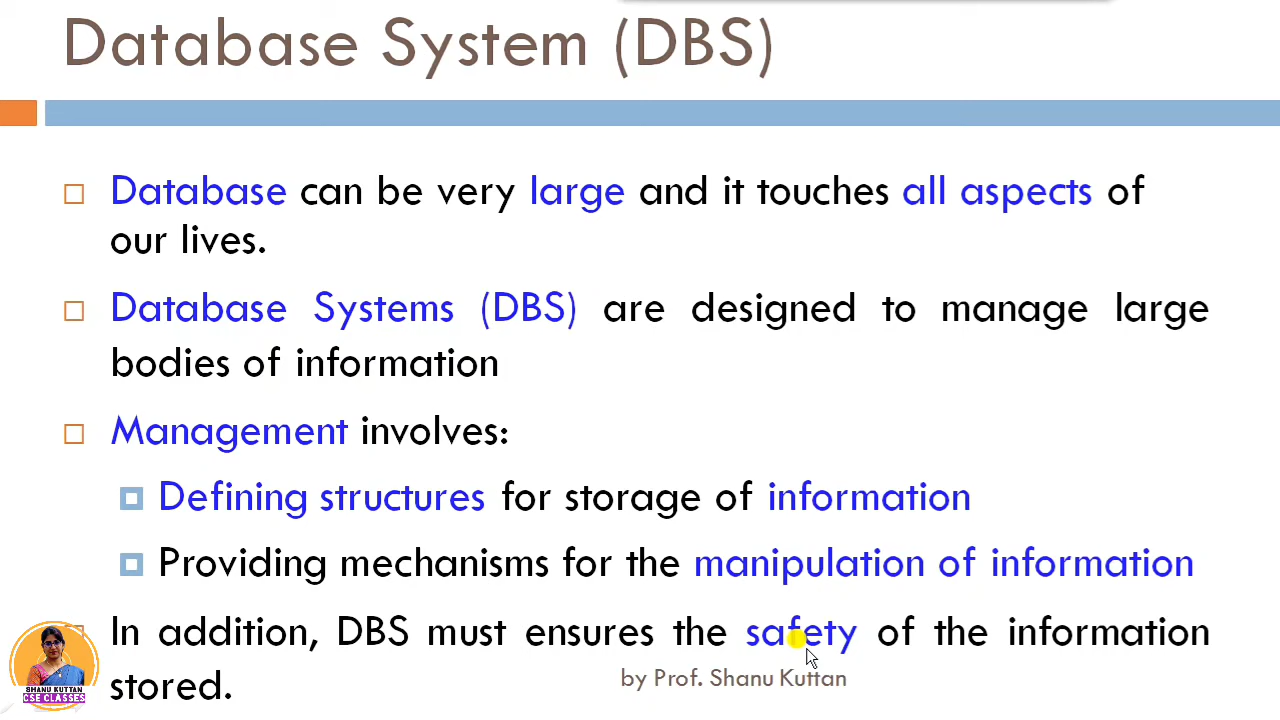 Database System (DBS)
Database can be very large and it touches all aspects of
our lives.
Database Systems (DBS) are designed to manage large
bodies of information
Management involves:
Defining structures for storage of information
Providing mechanisms for the manipulation of information
In addition, DBS must ensures the safety of the information
stored.
by Prof. Shanu Kuttan
SHANU KUTTAN
CSE CLASSES